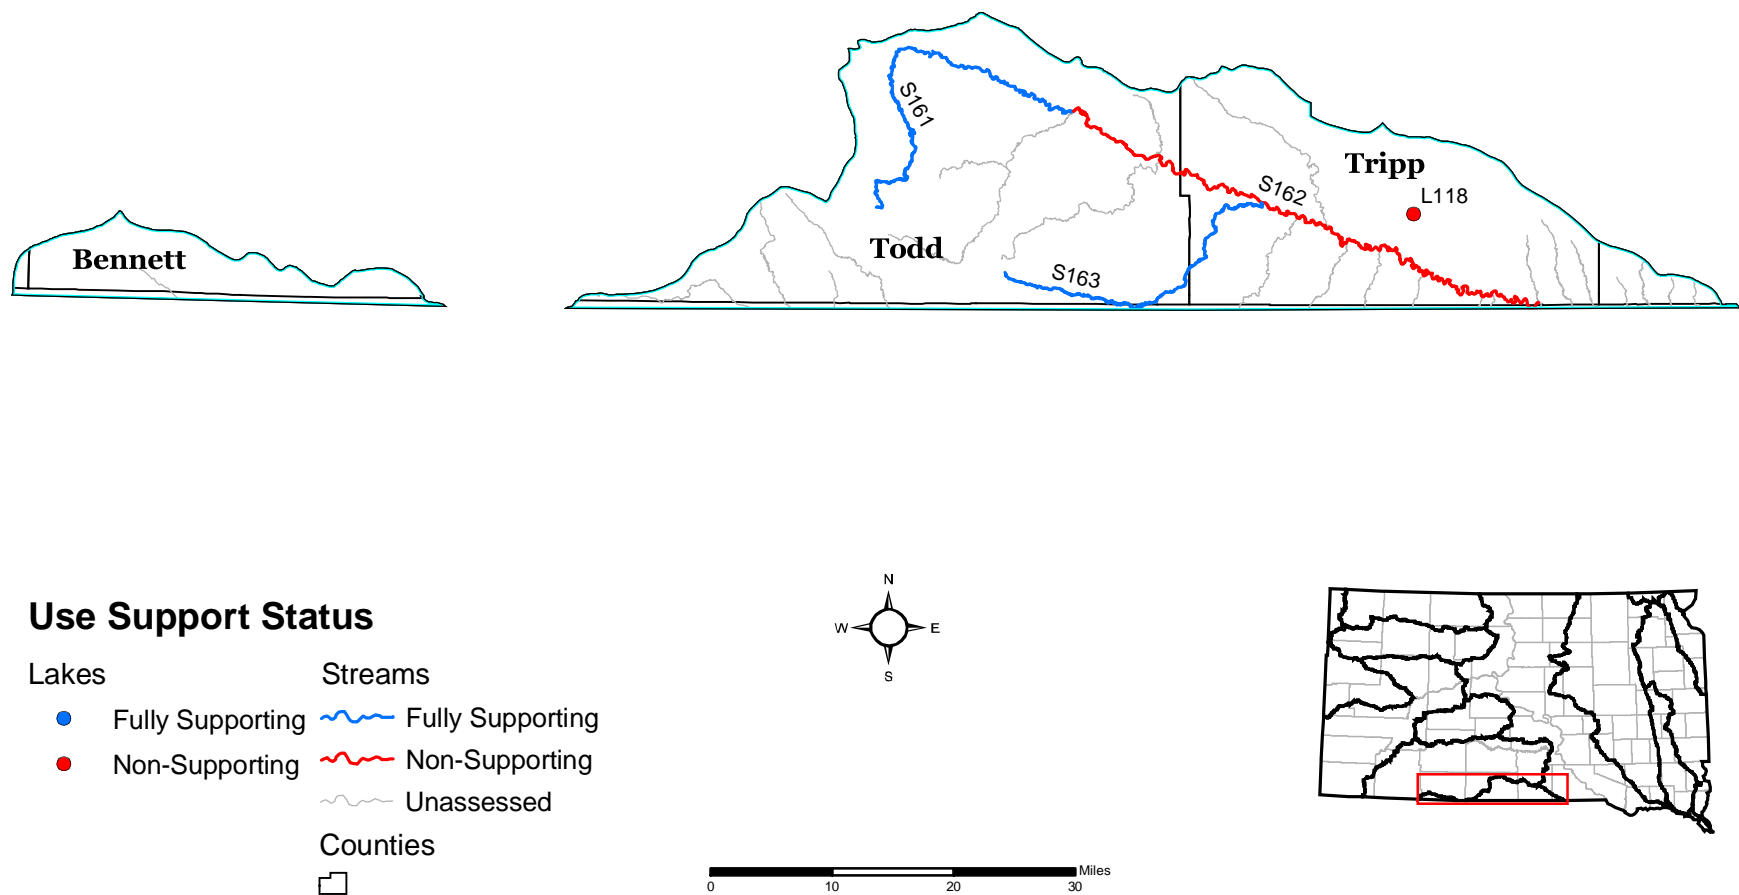 S161
Tripp
S162
L118
Bennett
Todd
S163
N
W E
S
Use Support Status
Lakes
Streams
Fully Supporting
Fully Supporting
Non-Supporting
Non-Supporting
Unassessed
Counties
Miles
0 10 20 30